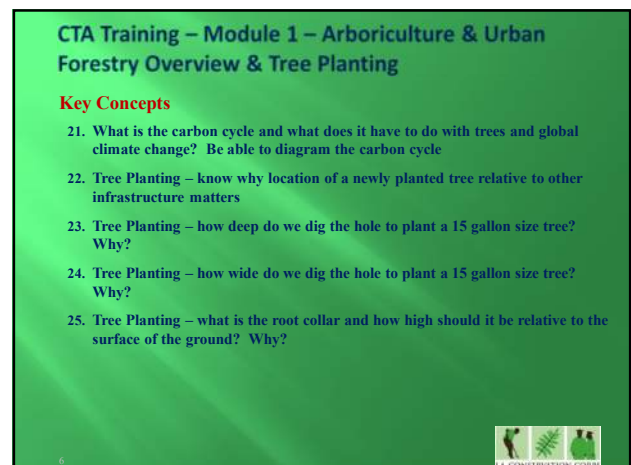 CTA Training – Module 1 – Arboriculture & Urban
Forestry Overview & Tree Planting
Key Concepts
21. What is the carbon cycle and what does it have to do with trees and global
climate change? Be able to diagram the carbon cycle
22. Tree Planting – know why location of a newly planted tree relative to other
infrastructure matters
23. Tree Planting – how deep do we dig the hole to plant a 15 gallon size tree?
Why?
24. Tree Planting – how wide do we dig the hole to plant a 15 gallon size tree?
Why?
25. Tree Planting – what is the root collar and how high should it be relative to the
surface of the ground? Why?
6
LA CONSERVATION CORPS